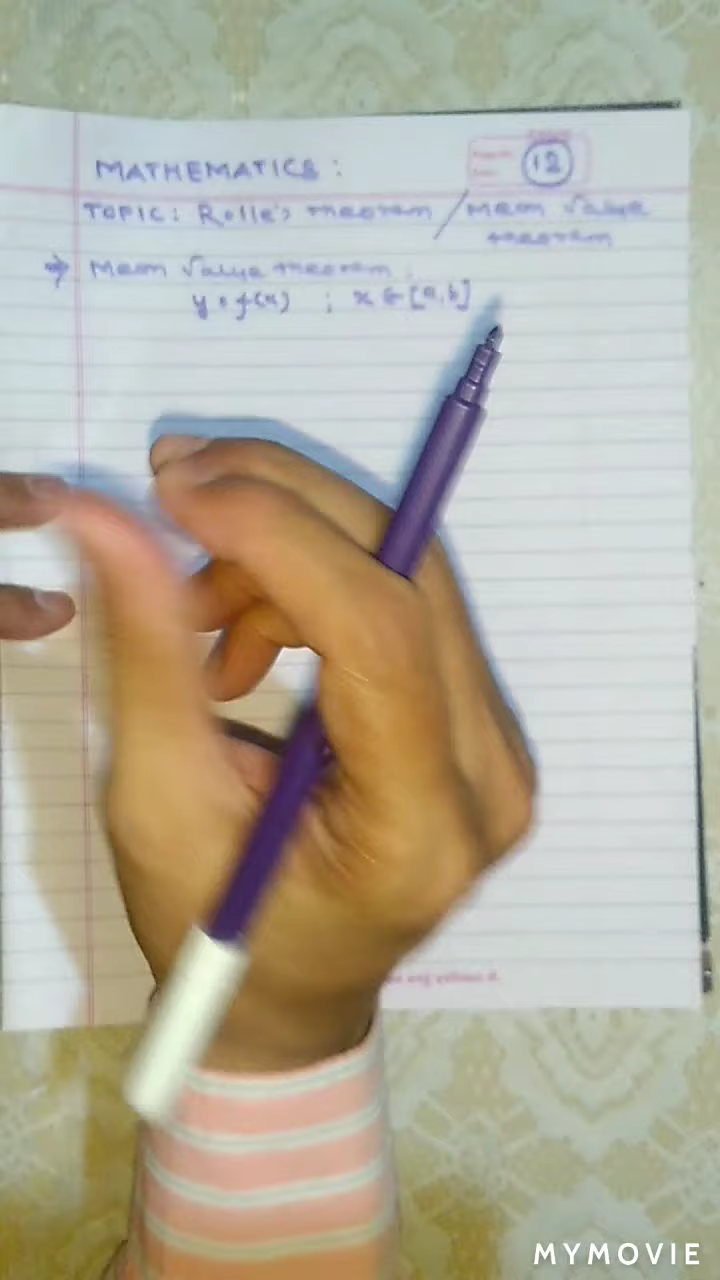 MATHEMATICS:
12
TOPIC: Rolle's theorem / Mean Value
theorem
⇒ Mean Value theorem:
y = f(x) ; x ∈ [a,b]
MYMOVIE